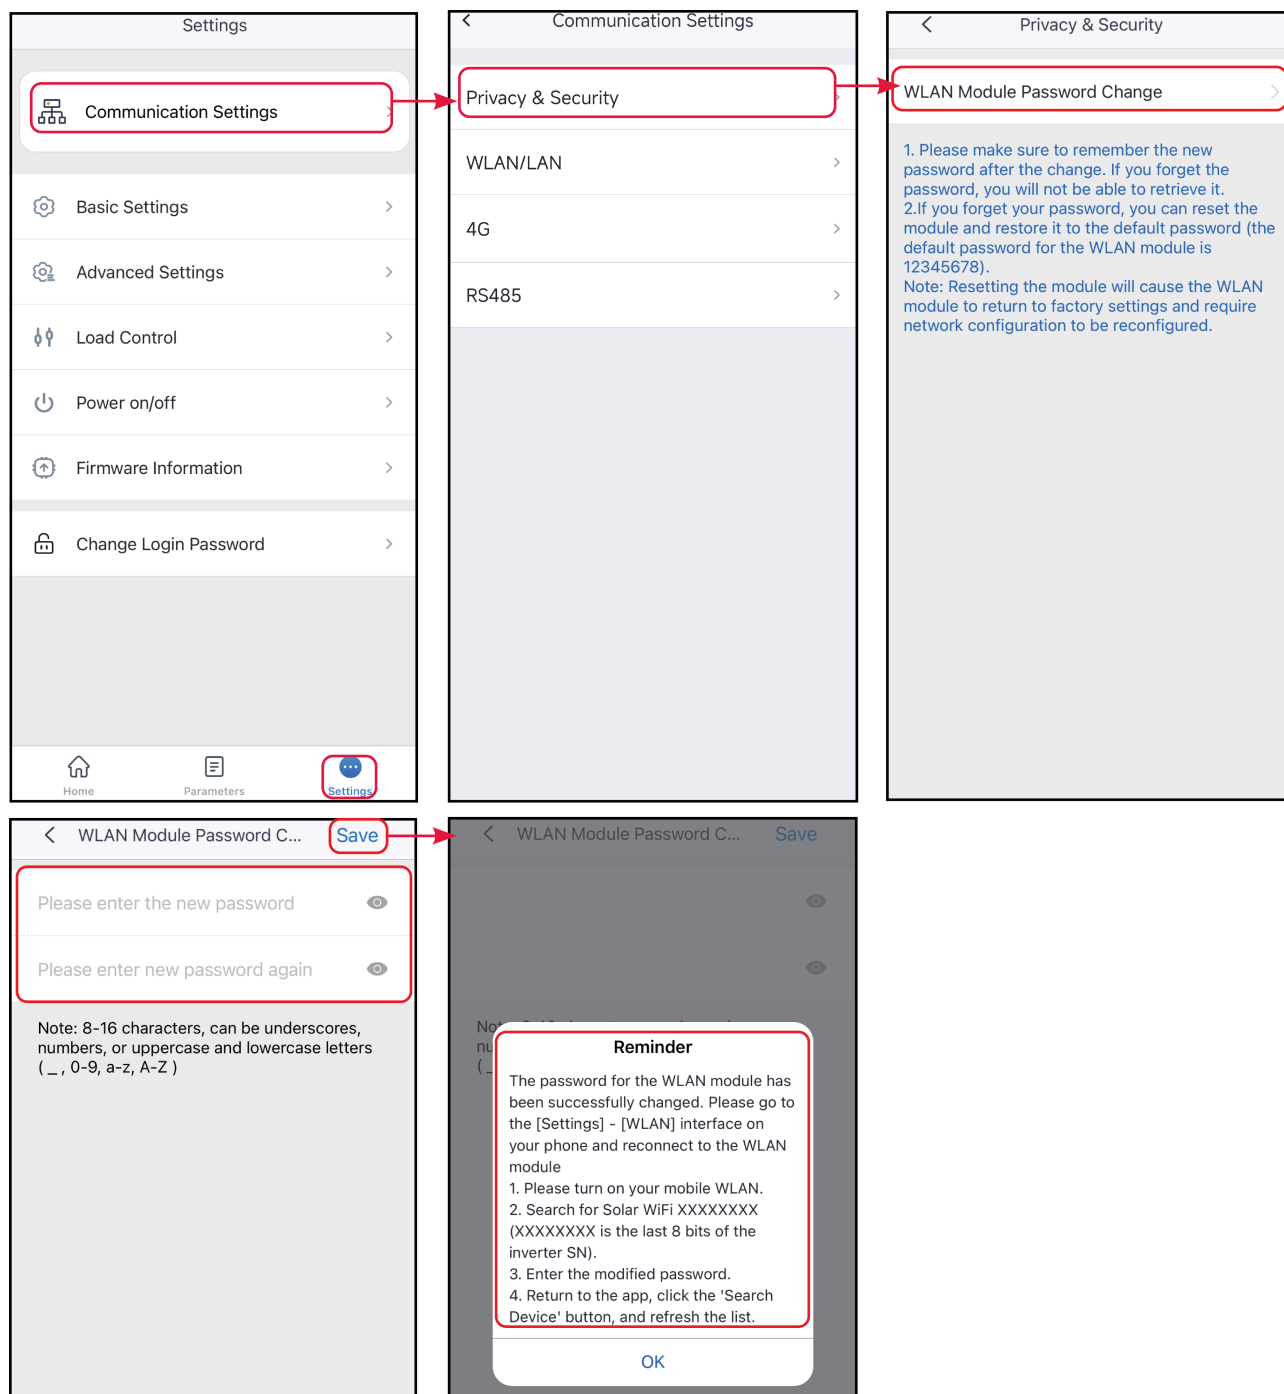 Settings
Communication Settings
Basic Settings
Advanced Settings
Load Control
Power on/off
Firmware Information
Change Login Password
Home
Parameters
Settings
Communication Settings
Privacy & Security
WLAN/LAN
4G
RS485
Privacy & Security
WLAN Module Password Change
1. Please make sure to remember the new
password after the change. If you forget the
password, you will not be able to retrieve it.
2.If you forget your password, you can reset the
module and restore it to the default password (the
default password for the WLAN module is
12345678).
Note: Resetting the module will cause the WLAN
module to return to factory settings and require
network configuration to be reconfigured.
WLAN Module Password C...
Save
Please enter the new password
Please enter new password again
Note: 8-16 characters, can be underscores,
numbers, or uppercase and lowercase letters
( _ , 0-9, a-z, A-Z )
WLAN Module Password C...
Save
Reminder
The password for the WLAN module has
been successfully changed. Please go to
the [Settings] - [WLAN] interface on
your phone and reconnect to the WLAN
module
1. Please turn on your mobile WLAN.
2. Search for Solar WiFi XXXXXXXX
(XXXXXXXX is the last 8 bits of the
inverter SN).
3. Enter the modified password.
4. Return to the app, click the 'Search
Device' button, and refresh the list.
OK